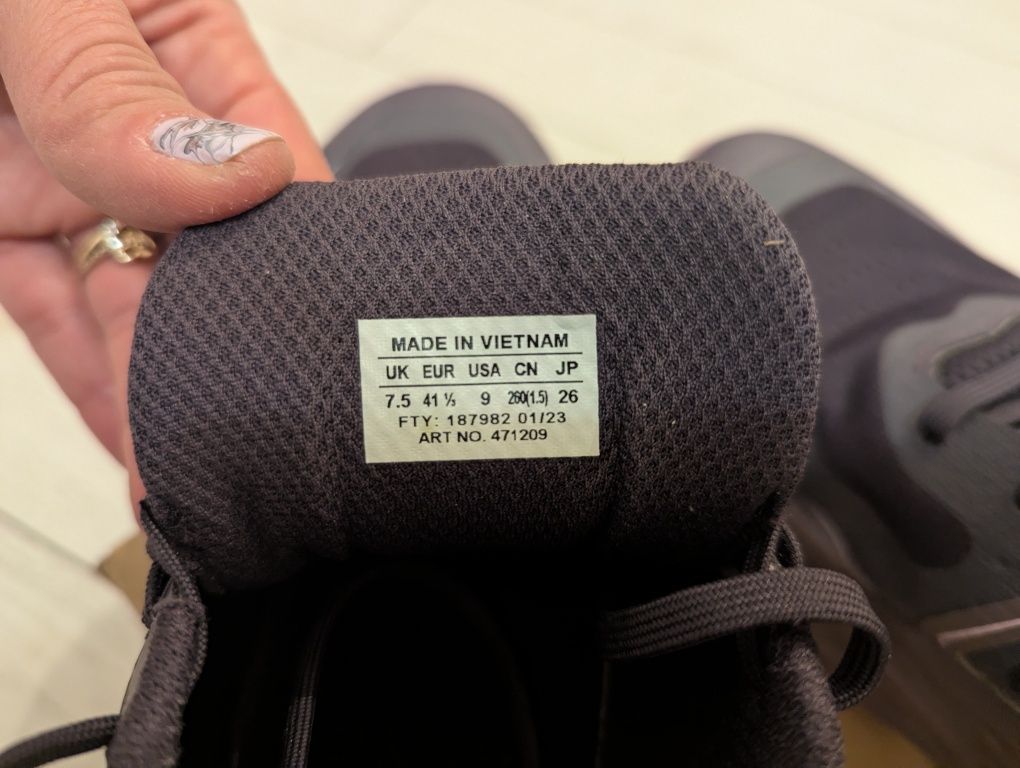 MADE IN VIETNAM
UK EUR USA CN JP
7.5 41 ⅓ 9 260(1.5) 26
FTY: 187982 01/23
ART NO. 471209